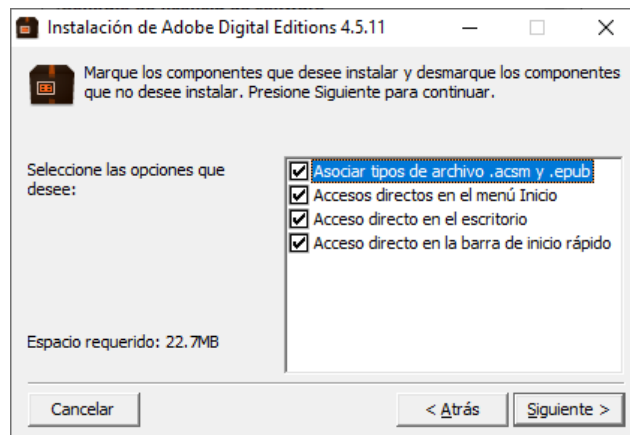 Instalación de Adobe Digital Editions 4.5.11
Marque los componentes que desee instalar y desmarque los componentes
que no desee instalar. Presione Siguiente para continuar.
Seleccione las opciones que
desee:
Asociar tipos de archivo .acsm y .epub
Accesos directos en el menú Inicio
Acceso directo en el escritorio
Acceso directo en la barra de inicio rápido
Espacio requerido: 22.7MB
Cancelar
< Atrás
Siguiente >